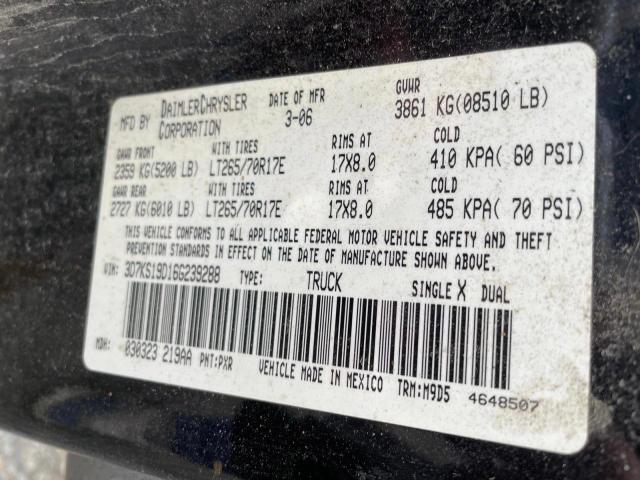 MFD BY DAIMLERCHRYSLER CORPORATION DATE OF MFR 3-06 GVWR 3861 KG(08510 LB)
GAWR FRONT WITH TIRES RIMS AT COLD
2359 KG(5200 LB) LT265/70R17E 17X8.0 410 KPA( 60 PSI)
GAWR REAR WITH TIRES RIMS AT COLD
2727 KG(6010 LB) LT265/70R17E 17X8.0 485 KPA( 70 PSI)
THIS VEHICLE CONFORMS TO ALL APPLICABLE FEDERAL MOTOR VEHICLE SAFETY AND THEFT
PREVENTION STANDARDS IN EFFECT ON THE DATE OF MANUFACTURE SHOWN ABOVE.
VIN: 3D7KS19D16G239288 TYPE: TRUCK SINGLE X DUAL
MDH: 030323 219AA PNT:PXR VEHICLE MADE IN MEXICO TRM:M9D5 4648507